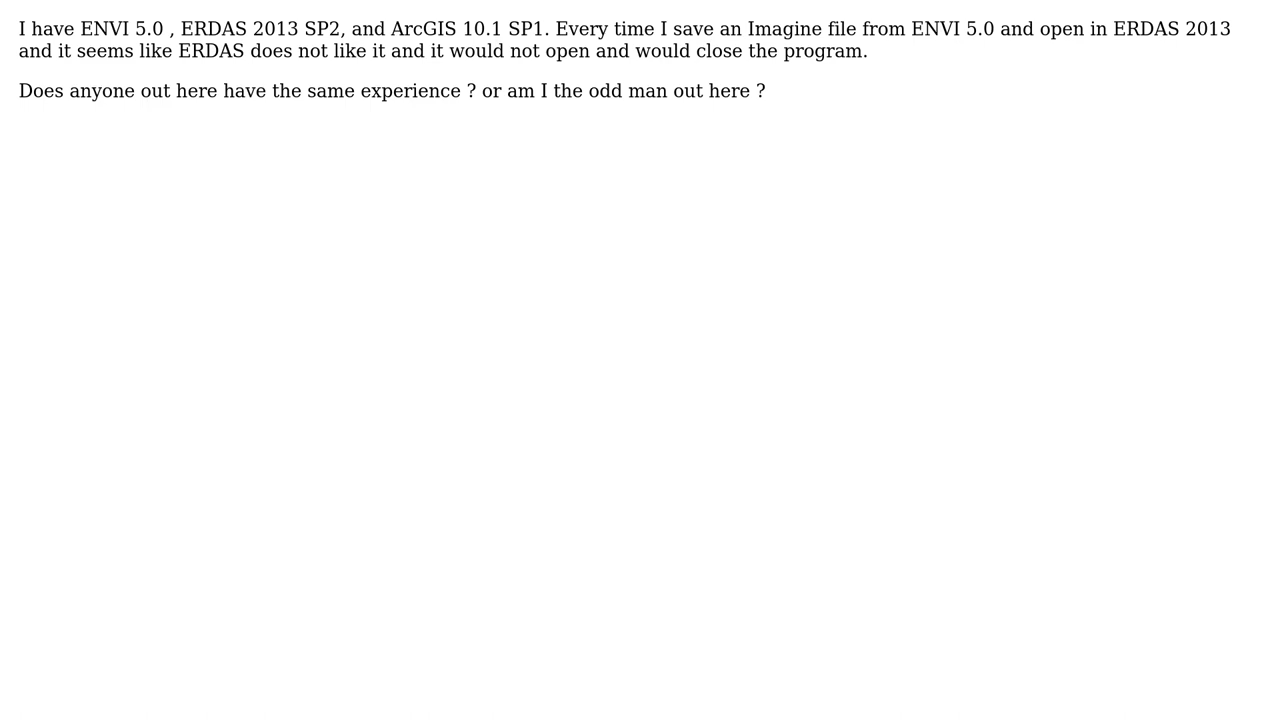 I have ENVI 5.0 , ERDAS 2013 SP2, and ArcGIS 10.1 SP1. Every time I save an Imagine file from ENVI 5.0 and open in ERDAS 2013
and it seems like ERDAS does not like it and it would not open and would close the program.
Does anyone out here have the same experience ? or am I the odd man out here ?